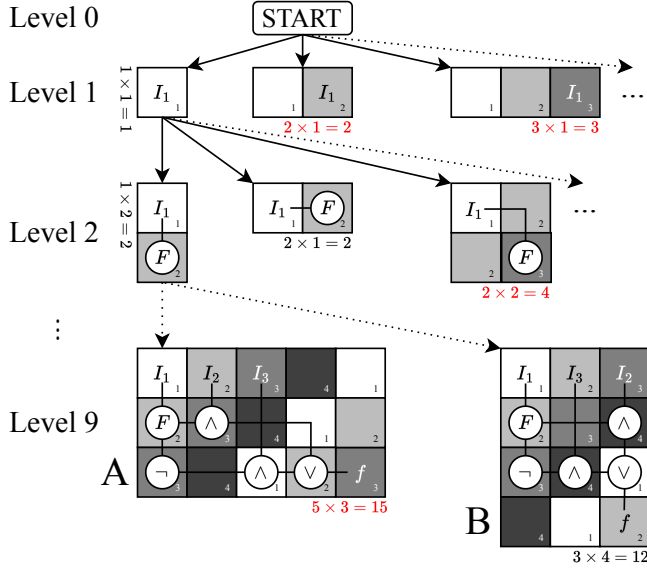 Level 0
START
Level 1
1 × 1 = 1
I₁ 1
1 I₁ 2
2 × 1 = 2
1 2 I₁ 3
3 × 1 = 3
...
Level 2
1 × 2 = 2
I₁ 1
F 2
I₁ 1 F 2
2 × 1 = 2
I₁ 1 2
2 F 3
2 × 2 = 4
...
⋮
Level 9
A
I₁ 1 I₂ 2 I₃ 3 4 1
F 2 ∧ 3 4 1 2
¬ 3 4 ∧ 1 ∨ 2 f 3
5 × 3 = 15
B
I₁ 1 I₃ 2 I₂ 3
F 2 3 ∧ 4
¬ 3 ∧ 4 ∨ 1
4 1 f 2
3 × 4 = 12